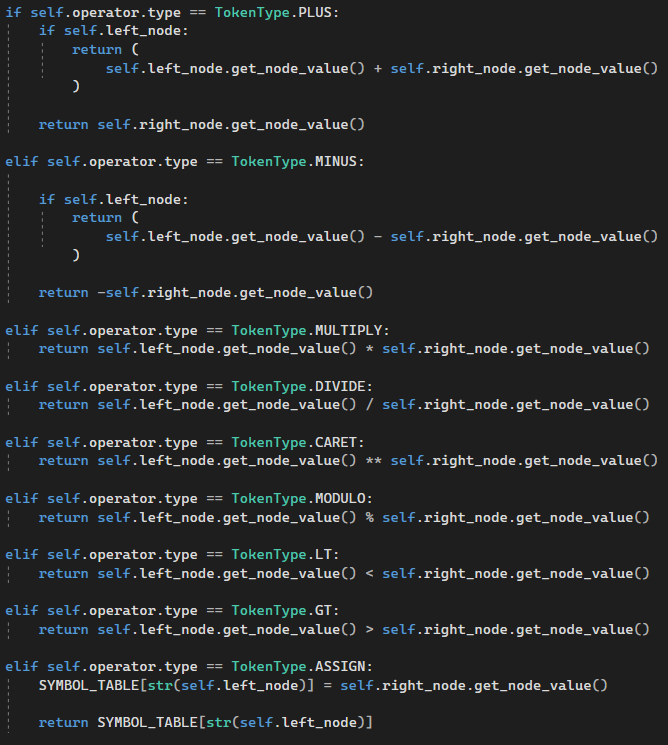 if self.operator.type == TokenType.PLUS:
    if self.left_node:
        return (
            self.left_node.get_node_value() + self.right_node.get_node_value()
        )

    return self.right_node.get_node_value()

elif self.operator.type == TokenType.MINUS:

    if self.left_node:
        return (
            self.left_node.get_node_value() - self.right_node.get_node_value()
        )

    return -self.right_node.get_node_value()

elif self.operator.type == TokenType.MULTIPLY:
    return self.left_node.get_node_value() * self.right_node.get_node_value()

elif self.operator.type == TokenType.DIVIDE:
    return self.left_node.get_node_value() / self.right_node.get_node_value()

elif self.operator.type == TokenType.CARET:
    return self.left_node.get_node_value() ** self.right_node.get_node_value()

elif self.operator.type == TokenType.MODULO:
    return self.left_node.get_node_value() % self.right_node.get_node_value()

elif self.operator.type == TokenType.LT:
    return self.left_node.get_node_value() < self.right_node.get_node_value()

elif self.operator.type == TokenType.GT:
    return self.left_node.get_node_value() > self.right_node.get_node_value()

elif self.operator.type == TokenType.ASSIGN:
    SYMBOL_TABLE[str(self.left_node)] = self.right_node.get_node_value()

    return SYMBOL_TABLE[str(self.left_node)]